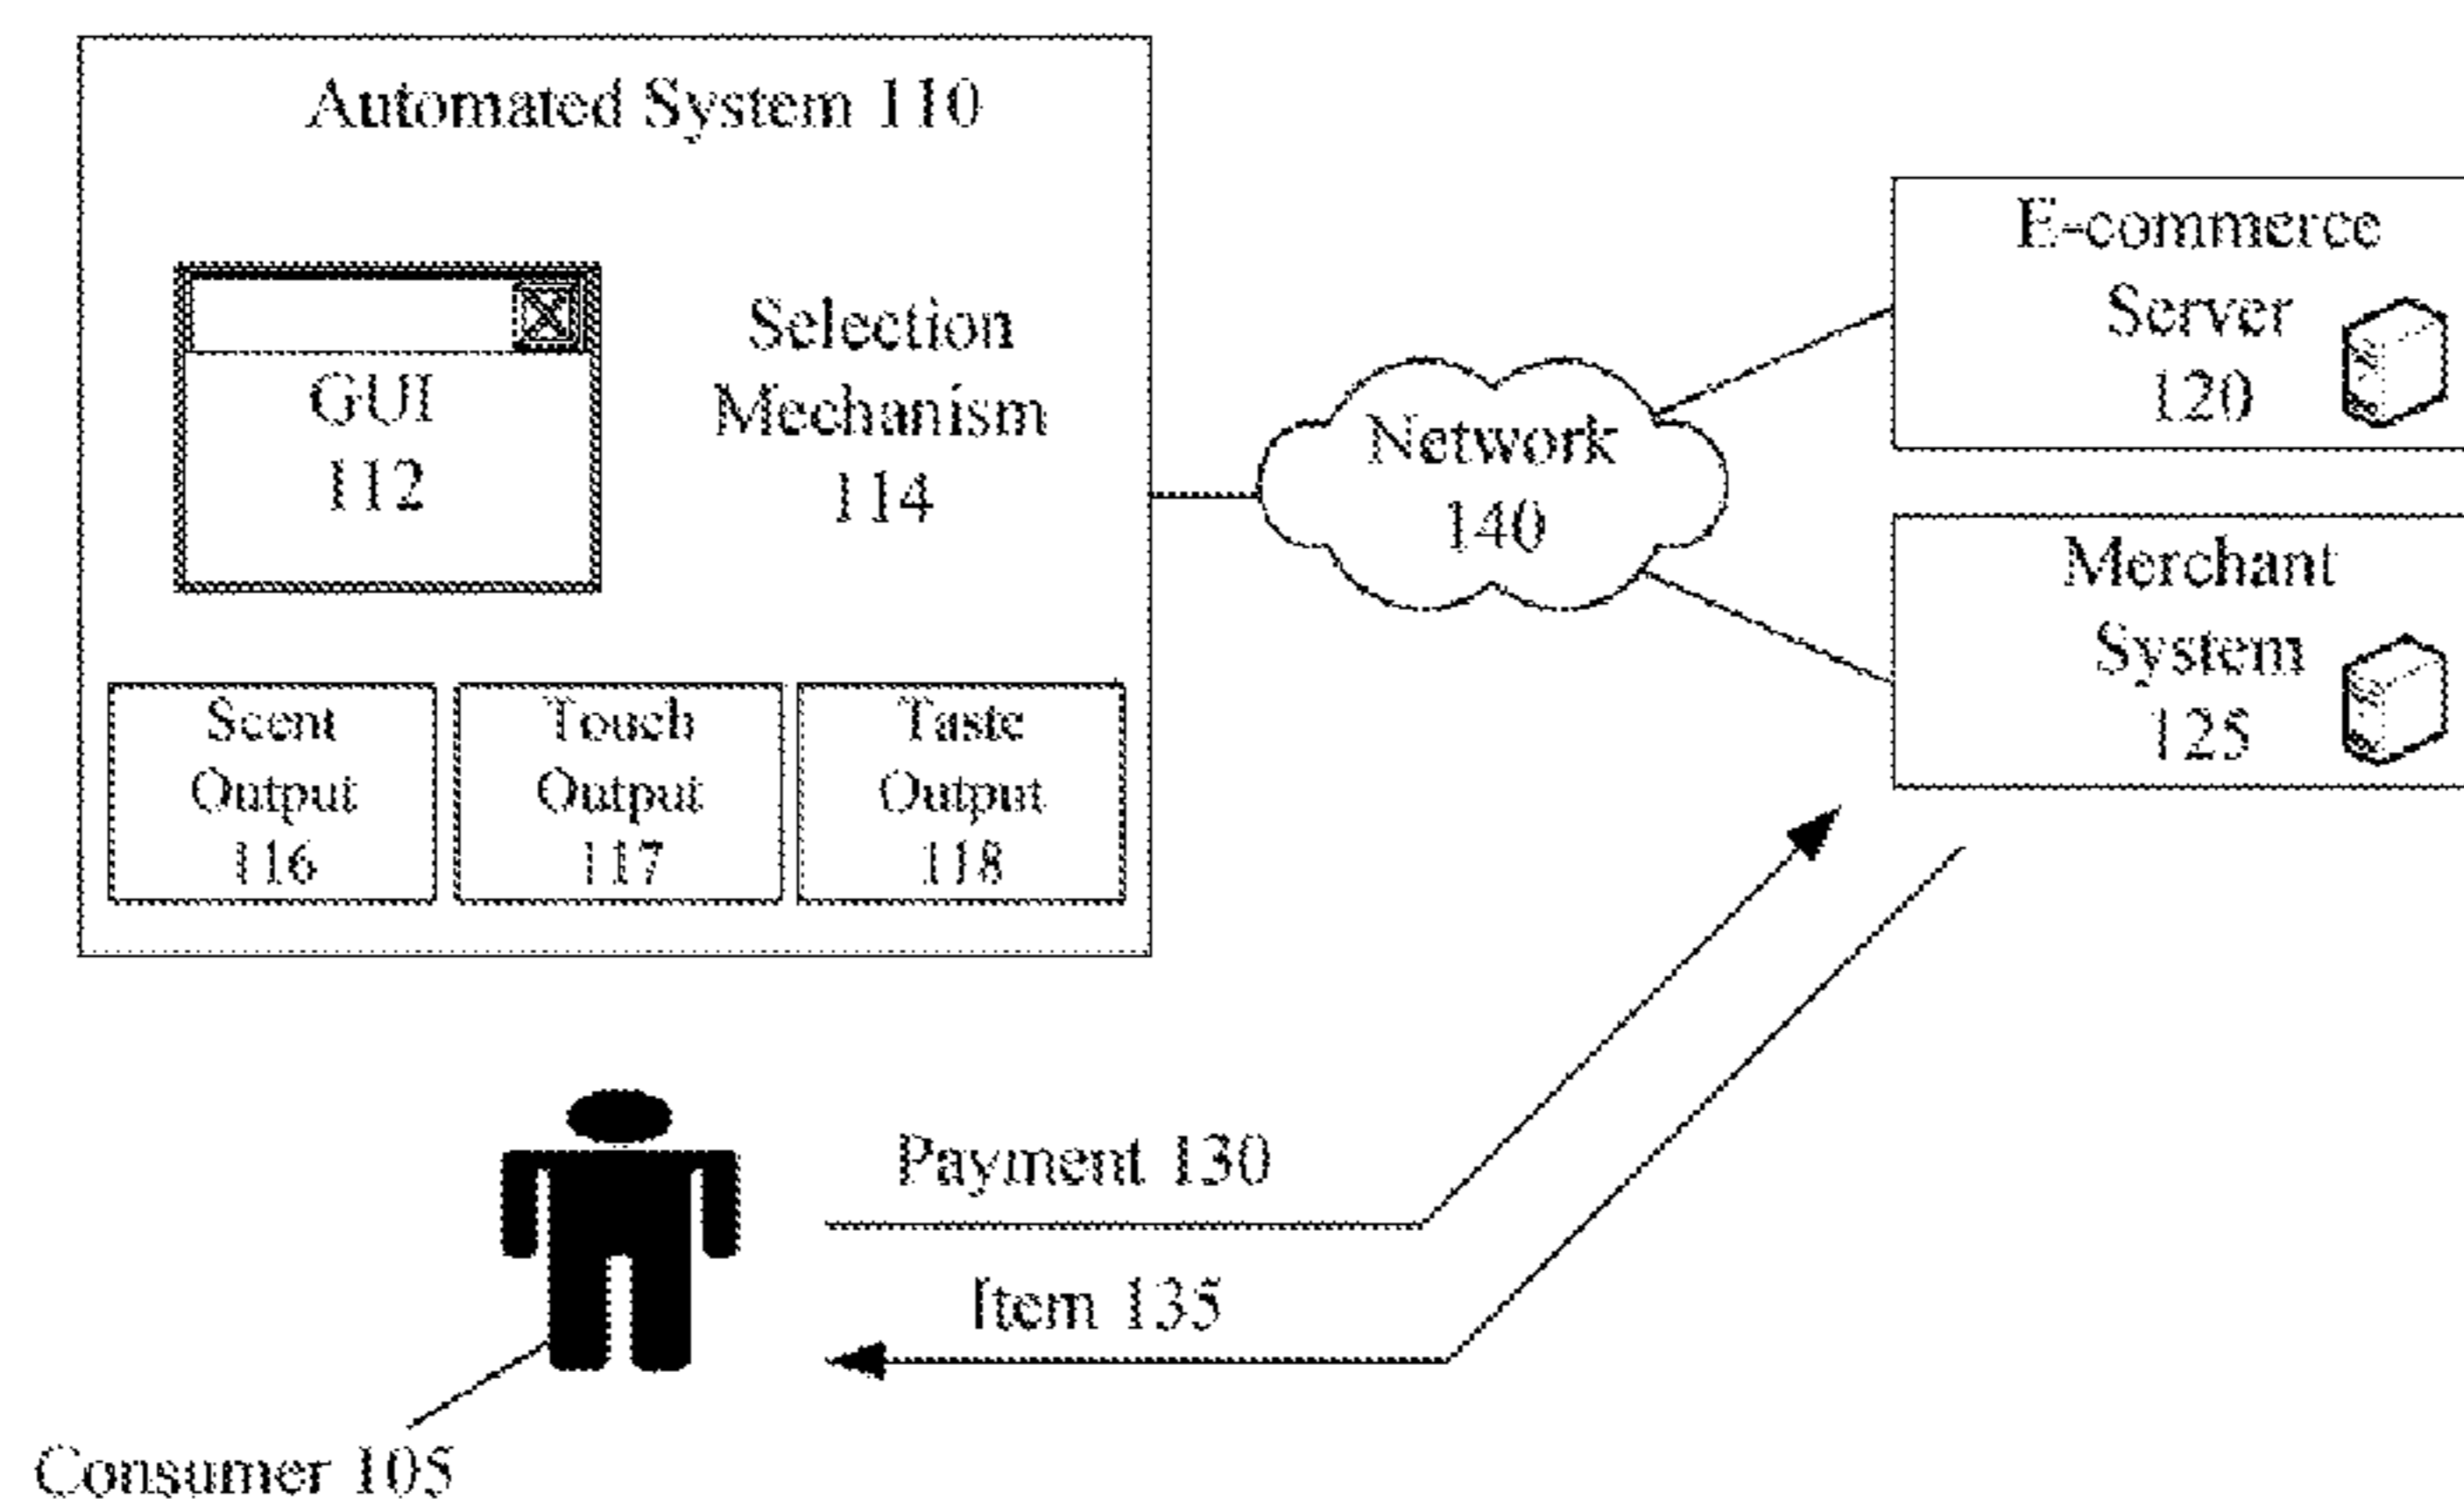 Automated System 110
GUI
112
Selection
Mechanism
114
Scent
Output
116
Touch
Output
117
Taste
Output
118
Network
140
E-commerce
Server
120
Merchant
System
125
Payment 130
Item 135
Consumer 105